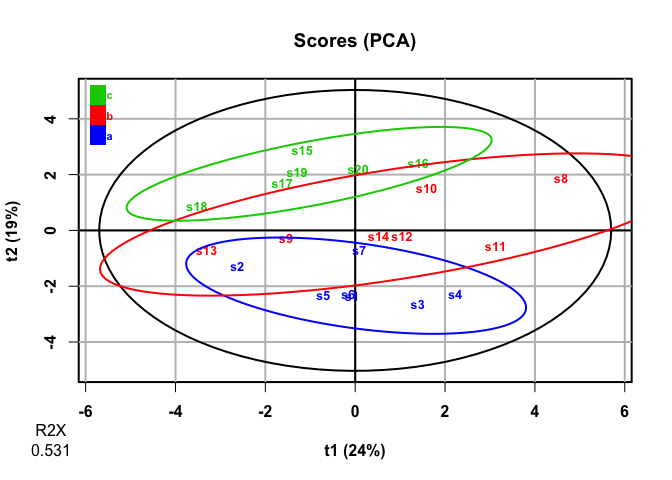 Scores (PCA)
c
b
a
t2 (19%)
4
2
0
-2
-4
s15
s16
s20
s19
s17
s18
s8
s10
s14
s12
s11
s9
s13
s7
s2
s5
s6
s1
s4
s3
-6
-4
-2
0
2
4
6
R2X
0.531
t1 (24%)